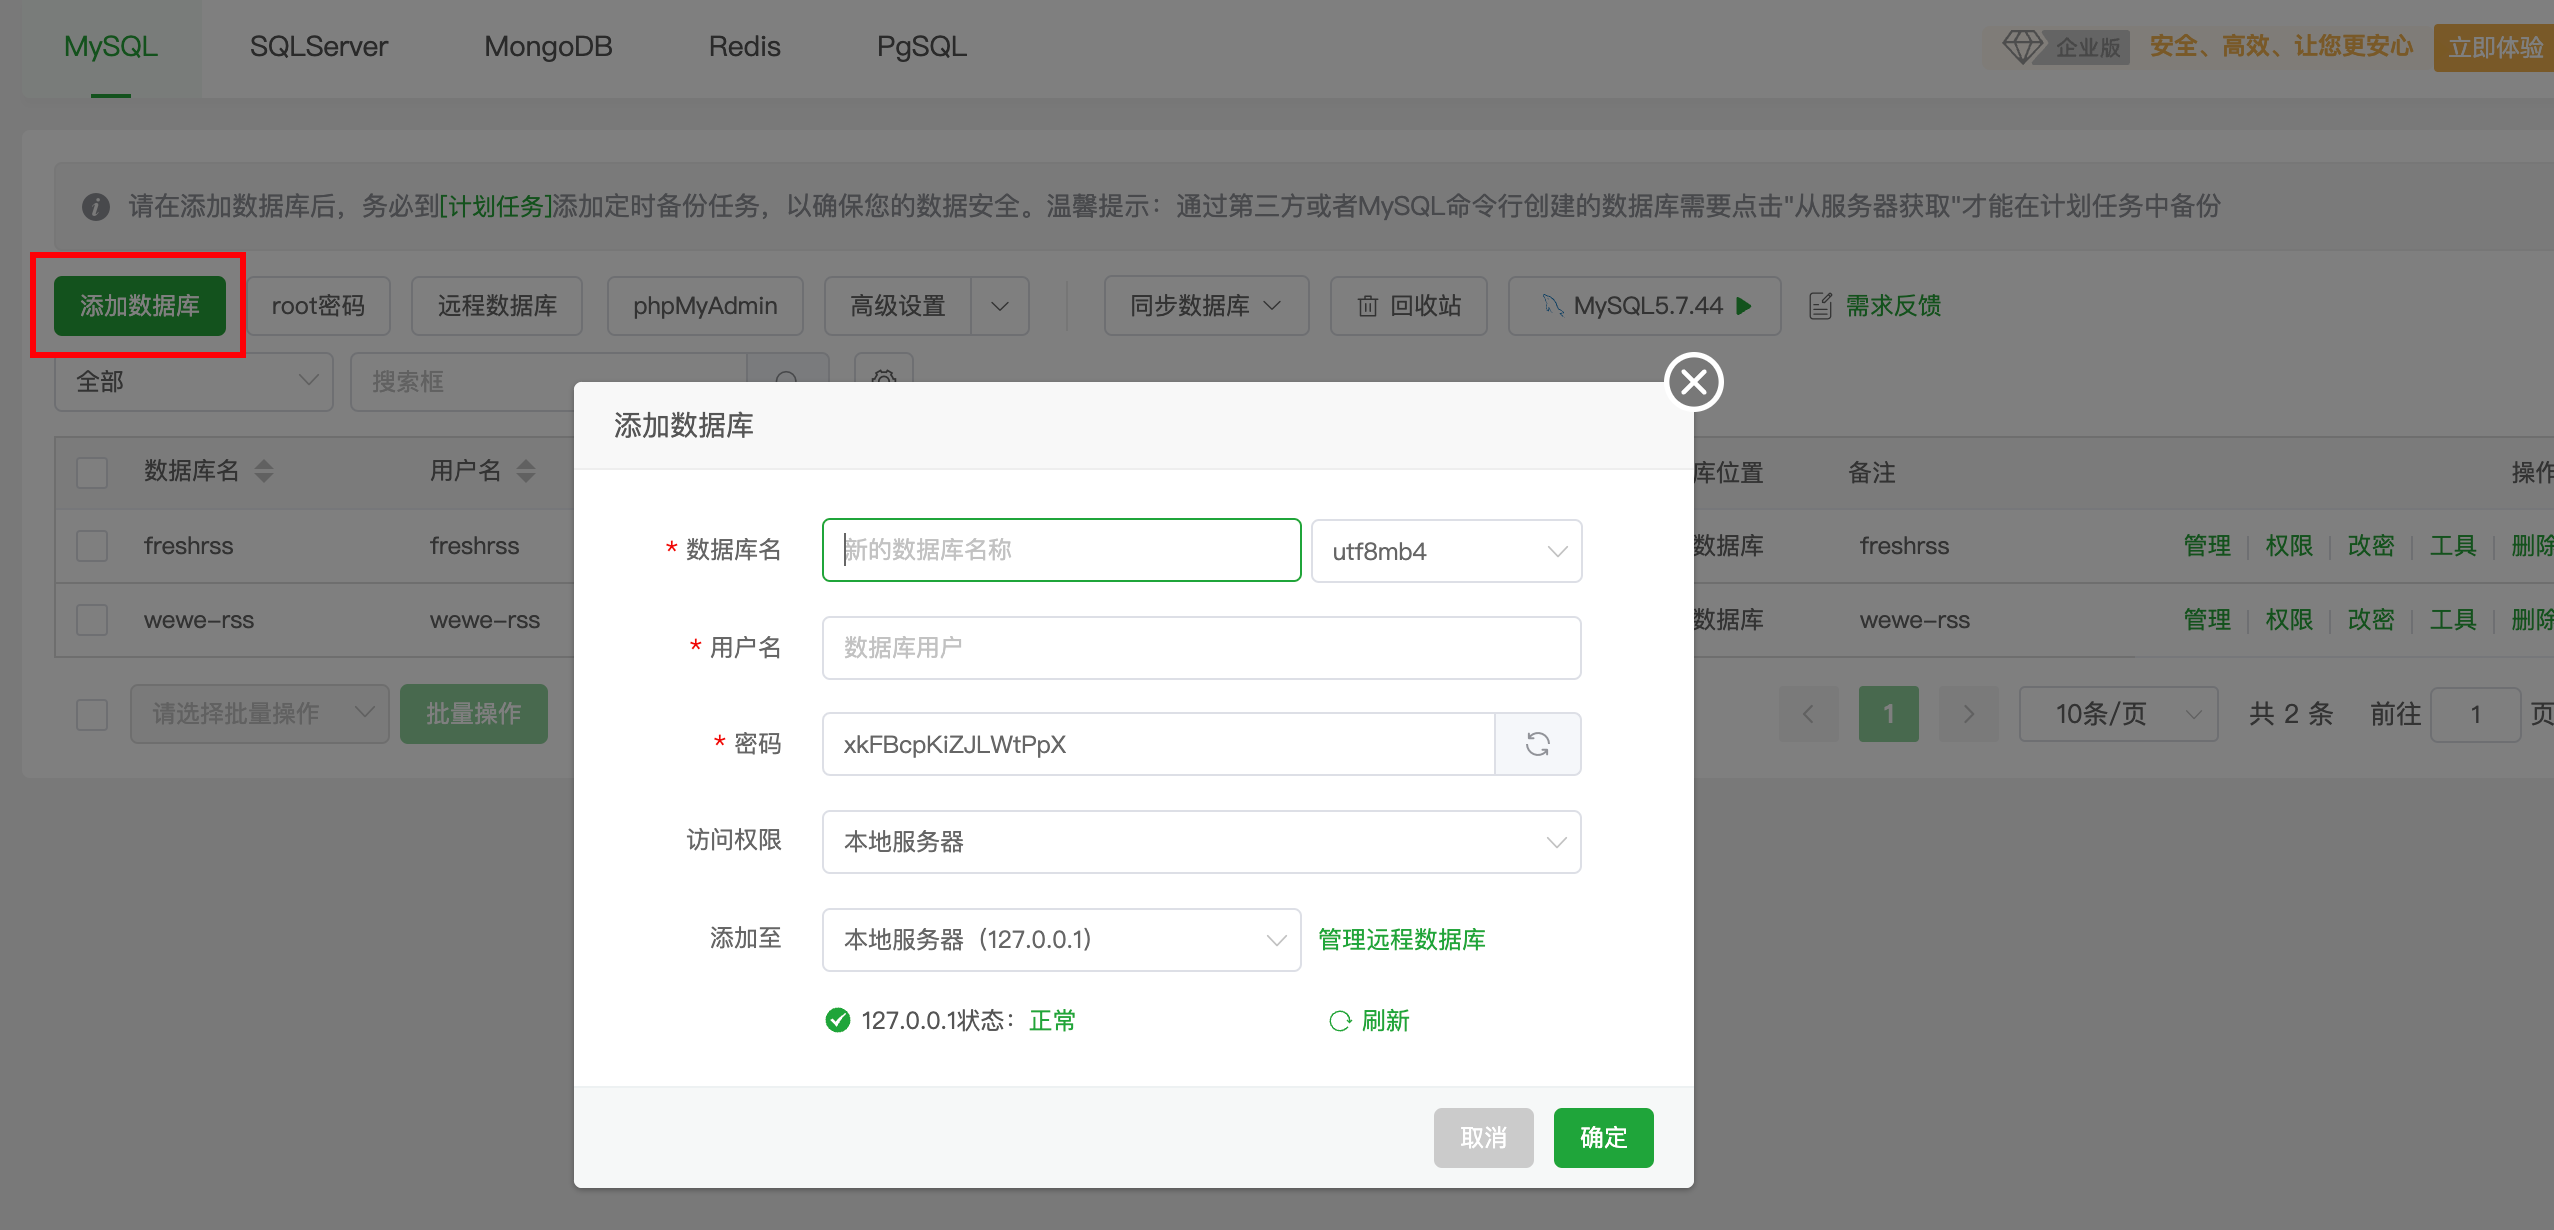 MySQL SQLServer MongoDB Redis PgSQL 企业版 安全、高效、让您更安心 立即体验
请在添加数据库后，务必到[计划任务]添加定时备份任务，以确保您的数据安全。温馨提示：通过第三方或者MySQL命令行创建的数据库需要点击"从服务器获取"才能在计划任务中备份
添加数据库 root密码 远程数据库 phpMyAdmin 高级设置 同步数据库 回收站 MySQL5.7.44 需求反馈
全部 搜索框
添加数据库
数据库名 用户名 库位置 备注 操作
freshrss freshrss 数据库 freshrss 管理 权限 改密 工具 删除
wewe-rss wewe-rss 数据库 wewe-rss 管理 权限 改密 工具 删除
请选择批量操作 批量操作 1 10条/页 共 2 条 前往 1 页
* 数据库名 新的数据库名称 utf8mb4
* 用户名 数据库用户
* 密码 xkFBcpKiZJLWtPpX
访问权限 本地服务器
添加至 本地服务器（127.0.0.1） 管理远程数据库
127.0.0.1状态： 正常 刷新
取消 确定